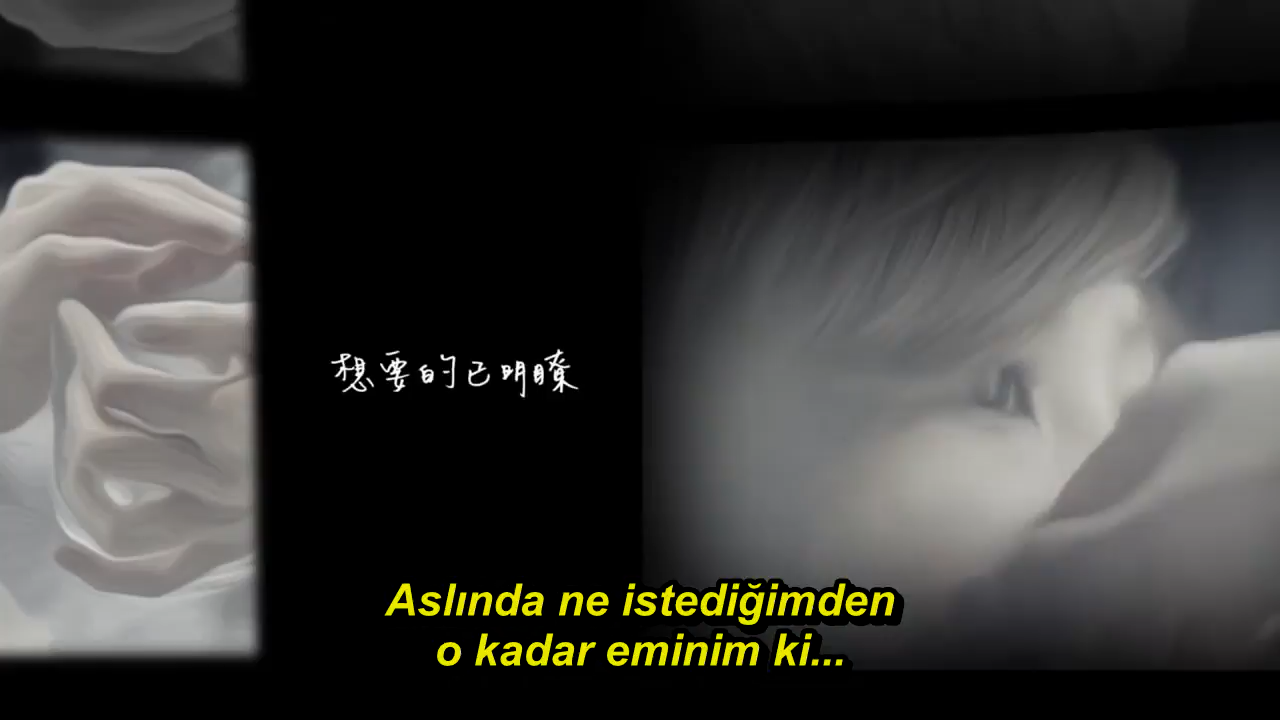 想要的已明瞭
Aslında ne istediğimden
o kadar eminim ki...